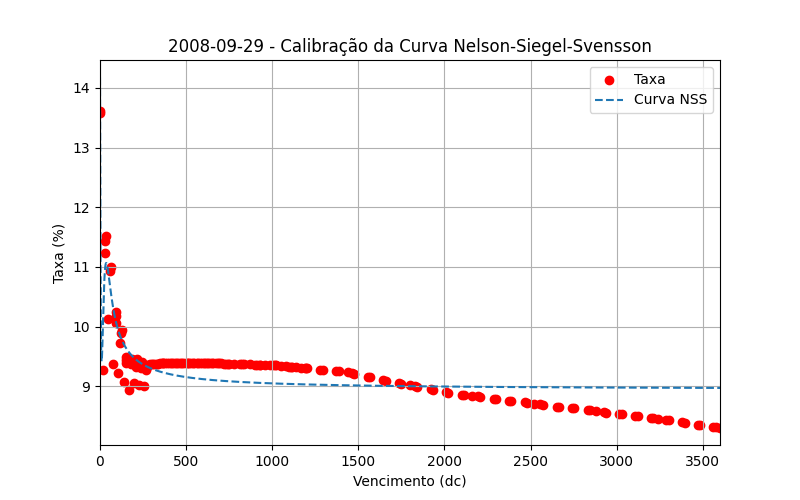 2008-09-29 - Calibração da Curva Nelson-Siegel-Svensson
Taxa
Curva NSS
Taxa (%)
14
13
12
11
10
9
0 500 1000 1500 2000 2500 3000 3500
Vencimento (dc)